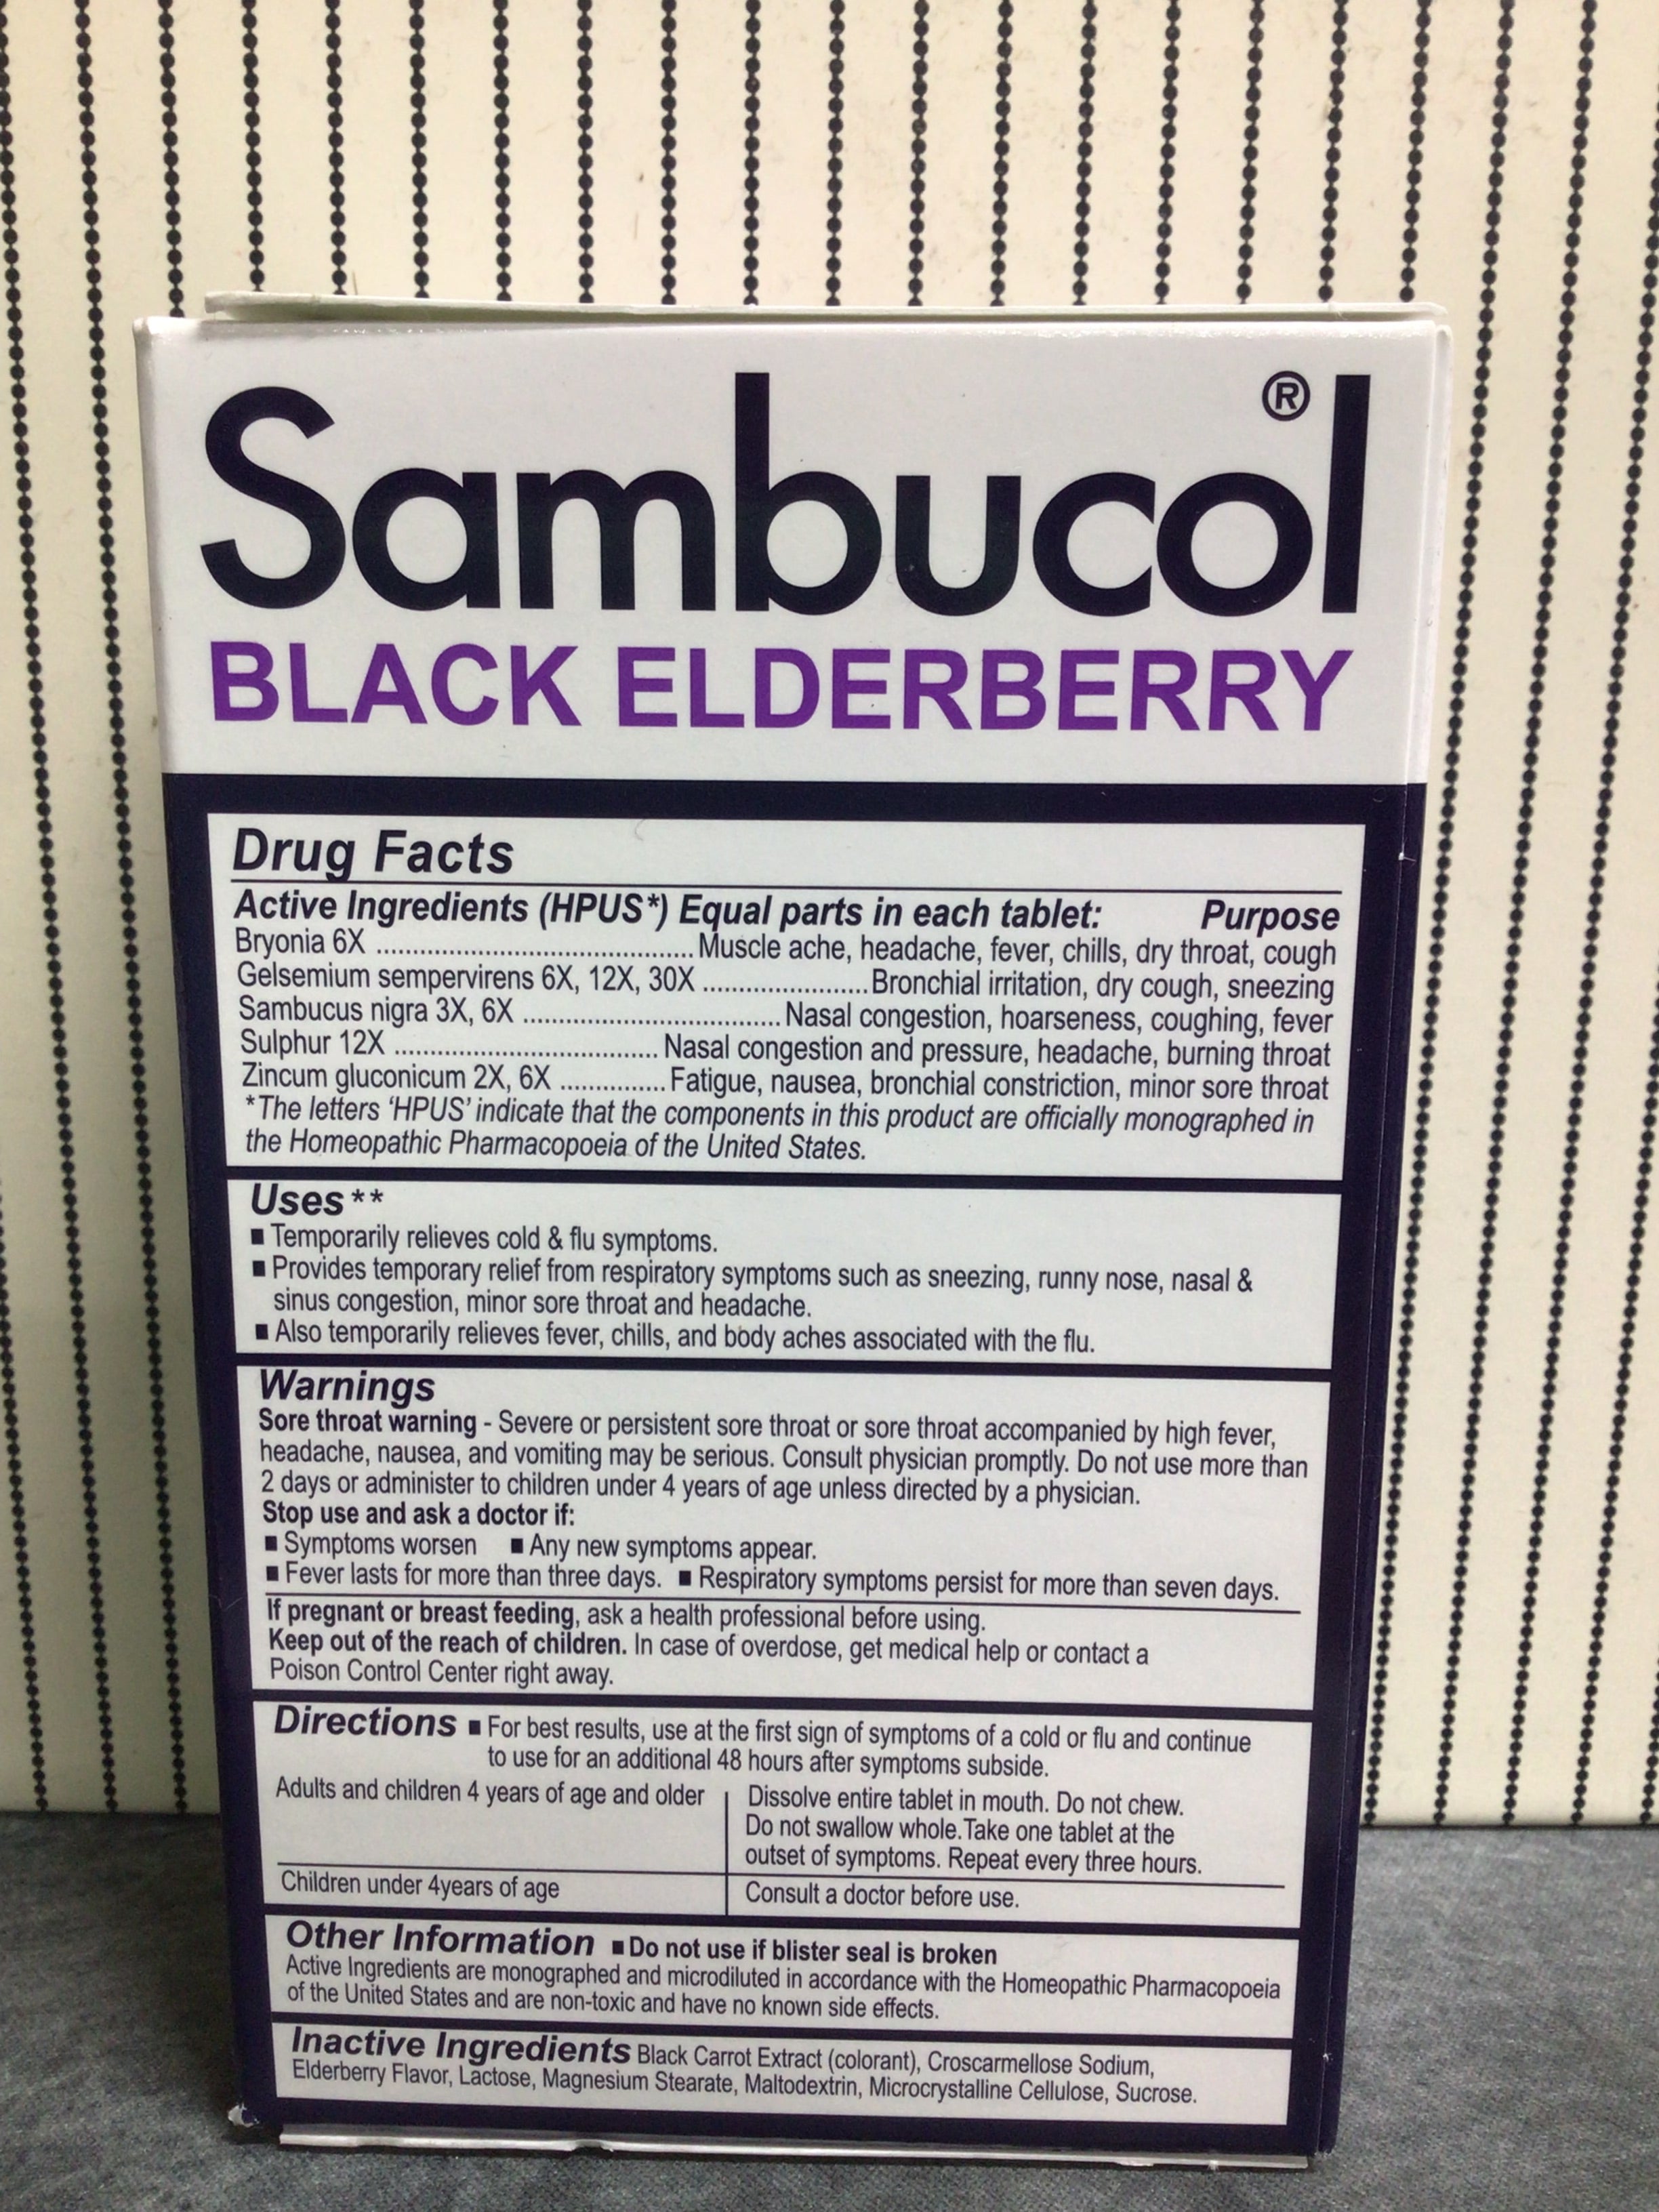 Sambucol®
BLACK ELDERBERRY
Drug Facts
Active Ingredients (HPUS*) Equal parts in each tablet: Purpose
Bryonia 6X ........................................ Muscle ache, headache, fever, chills, dry throat, cough
Gelsemium sempervirens 6X, 12X, 30X ...................... Bronchial irritation, dry cough, sneezing
Sambucus nigra 3X, 6X .................................. Nasal congestion, hoarseness, coughing, fever
Sulphur 12X ................................... Nasal congestion and pressure, headache, burning throat
Zincum gluconicum 2X, 6X ............... Fatigue, nausea, bronchial constriction, minor sore throat
*The letters ‘HPUS’ indicate that the components in this product are officially monographed in
the Homeopathic Pharmacopoeia of the United States.
Uses**
▪ Temporarily relieves cold & flu symptoms.
▪ Provides temporary relief from respiratory symptoms such as sneezing, runny nose, nasal &
sinus congestion, minor sore throat and headache.
▪ Also temporarily relieves fever, chills, and body aches associated with the flu.
Warnings
Sore throat warning - Severe or persistent sore throat or sore throat accompanied by high fever,
headache, nausea, and vomiting may be serious. Consult physician promptly. Do not use more than
2 days or administer to children under 4 years of age unless directed by a physician.
Stop use and ask a doctor if:
▪ Symptoms worsen ▪ Any new symptoms appear.
▪ Fever lasts for more than three days. ▪ Respiratory symptoms persist for more than seven days.
If pregnant or breast feeding, ask a health professional before using.
Keep out of the reach of children. In case of overdose, get medical help or contact a
Poison Control Center right away.
Directions ▪ For best results, use at the first sign of symptoms of a cold or flu and continue
to use for an additional 48 hours after symptoms subside.
Adults and children 4 years of age and older
Dissolve entire tablet in mouth. Do not chew.
Do not swallow whole.Take one tablet at the
outset of symptoms. Repeat every three hours.
Children under 4years of age
Consult a doctor before use.
Other Information ▪ Do not use if blister seal is broken
Active Ingredients are monographed and microdiluted in accordance with the Homeopathic Pharmacopoeia
of the United States and are non-toxic and have no known side effects.
Inactive Ingredients Black Carrot Extract (colorant), Croscarmellose Sodium,
Elderberry Flavor, Lactose, Magnesium Stearate, Maltodextrin, Microcrystalline Cellulose, Sucrose.